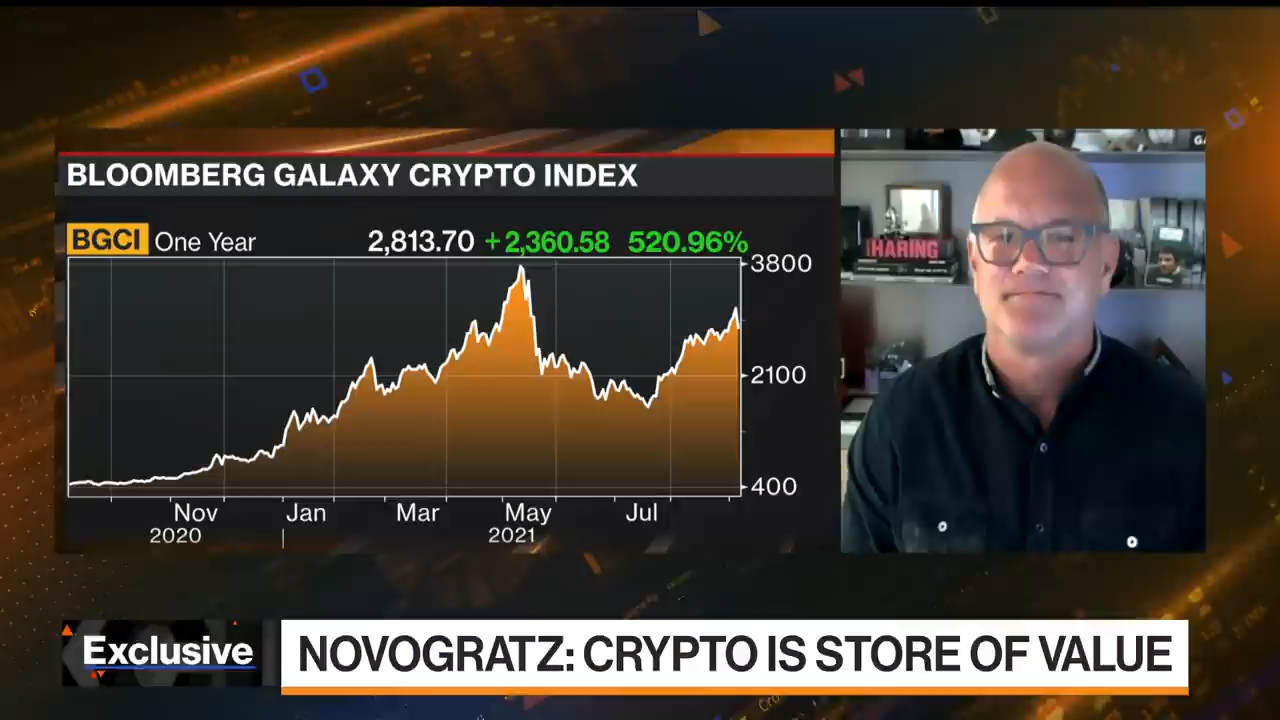 BLOOMBERG GALAXY CRYPTO INDEX
BGCI One Year 2,813.70 +2,360.58 520.96%
3800
2100
400
Nov Jan Mar May Jul
2020 2021
HARING
Exclusive
NOVOGRATZ: CRYPTO IS STORE OF VALUE